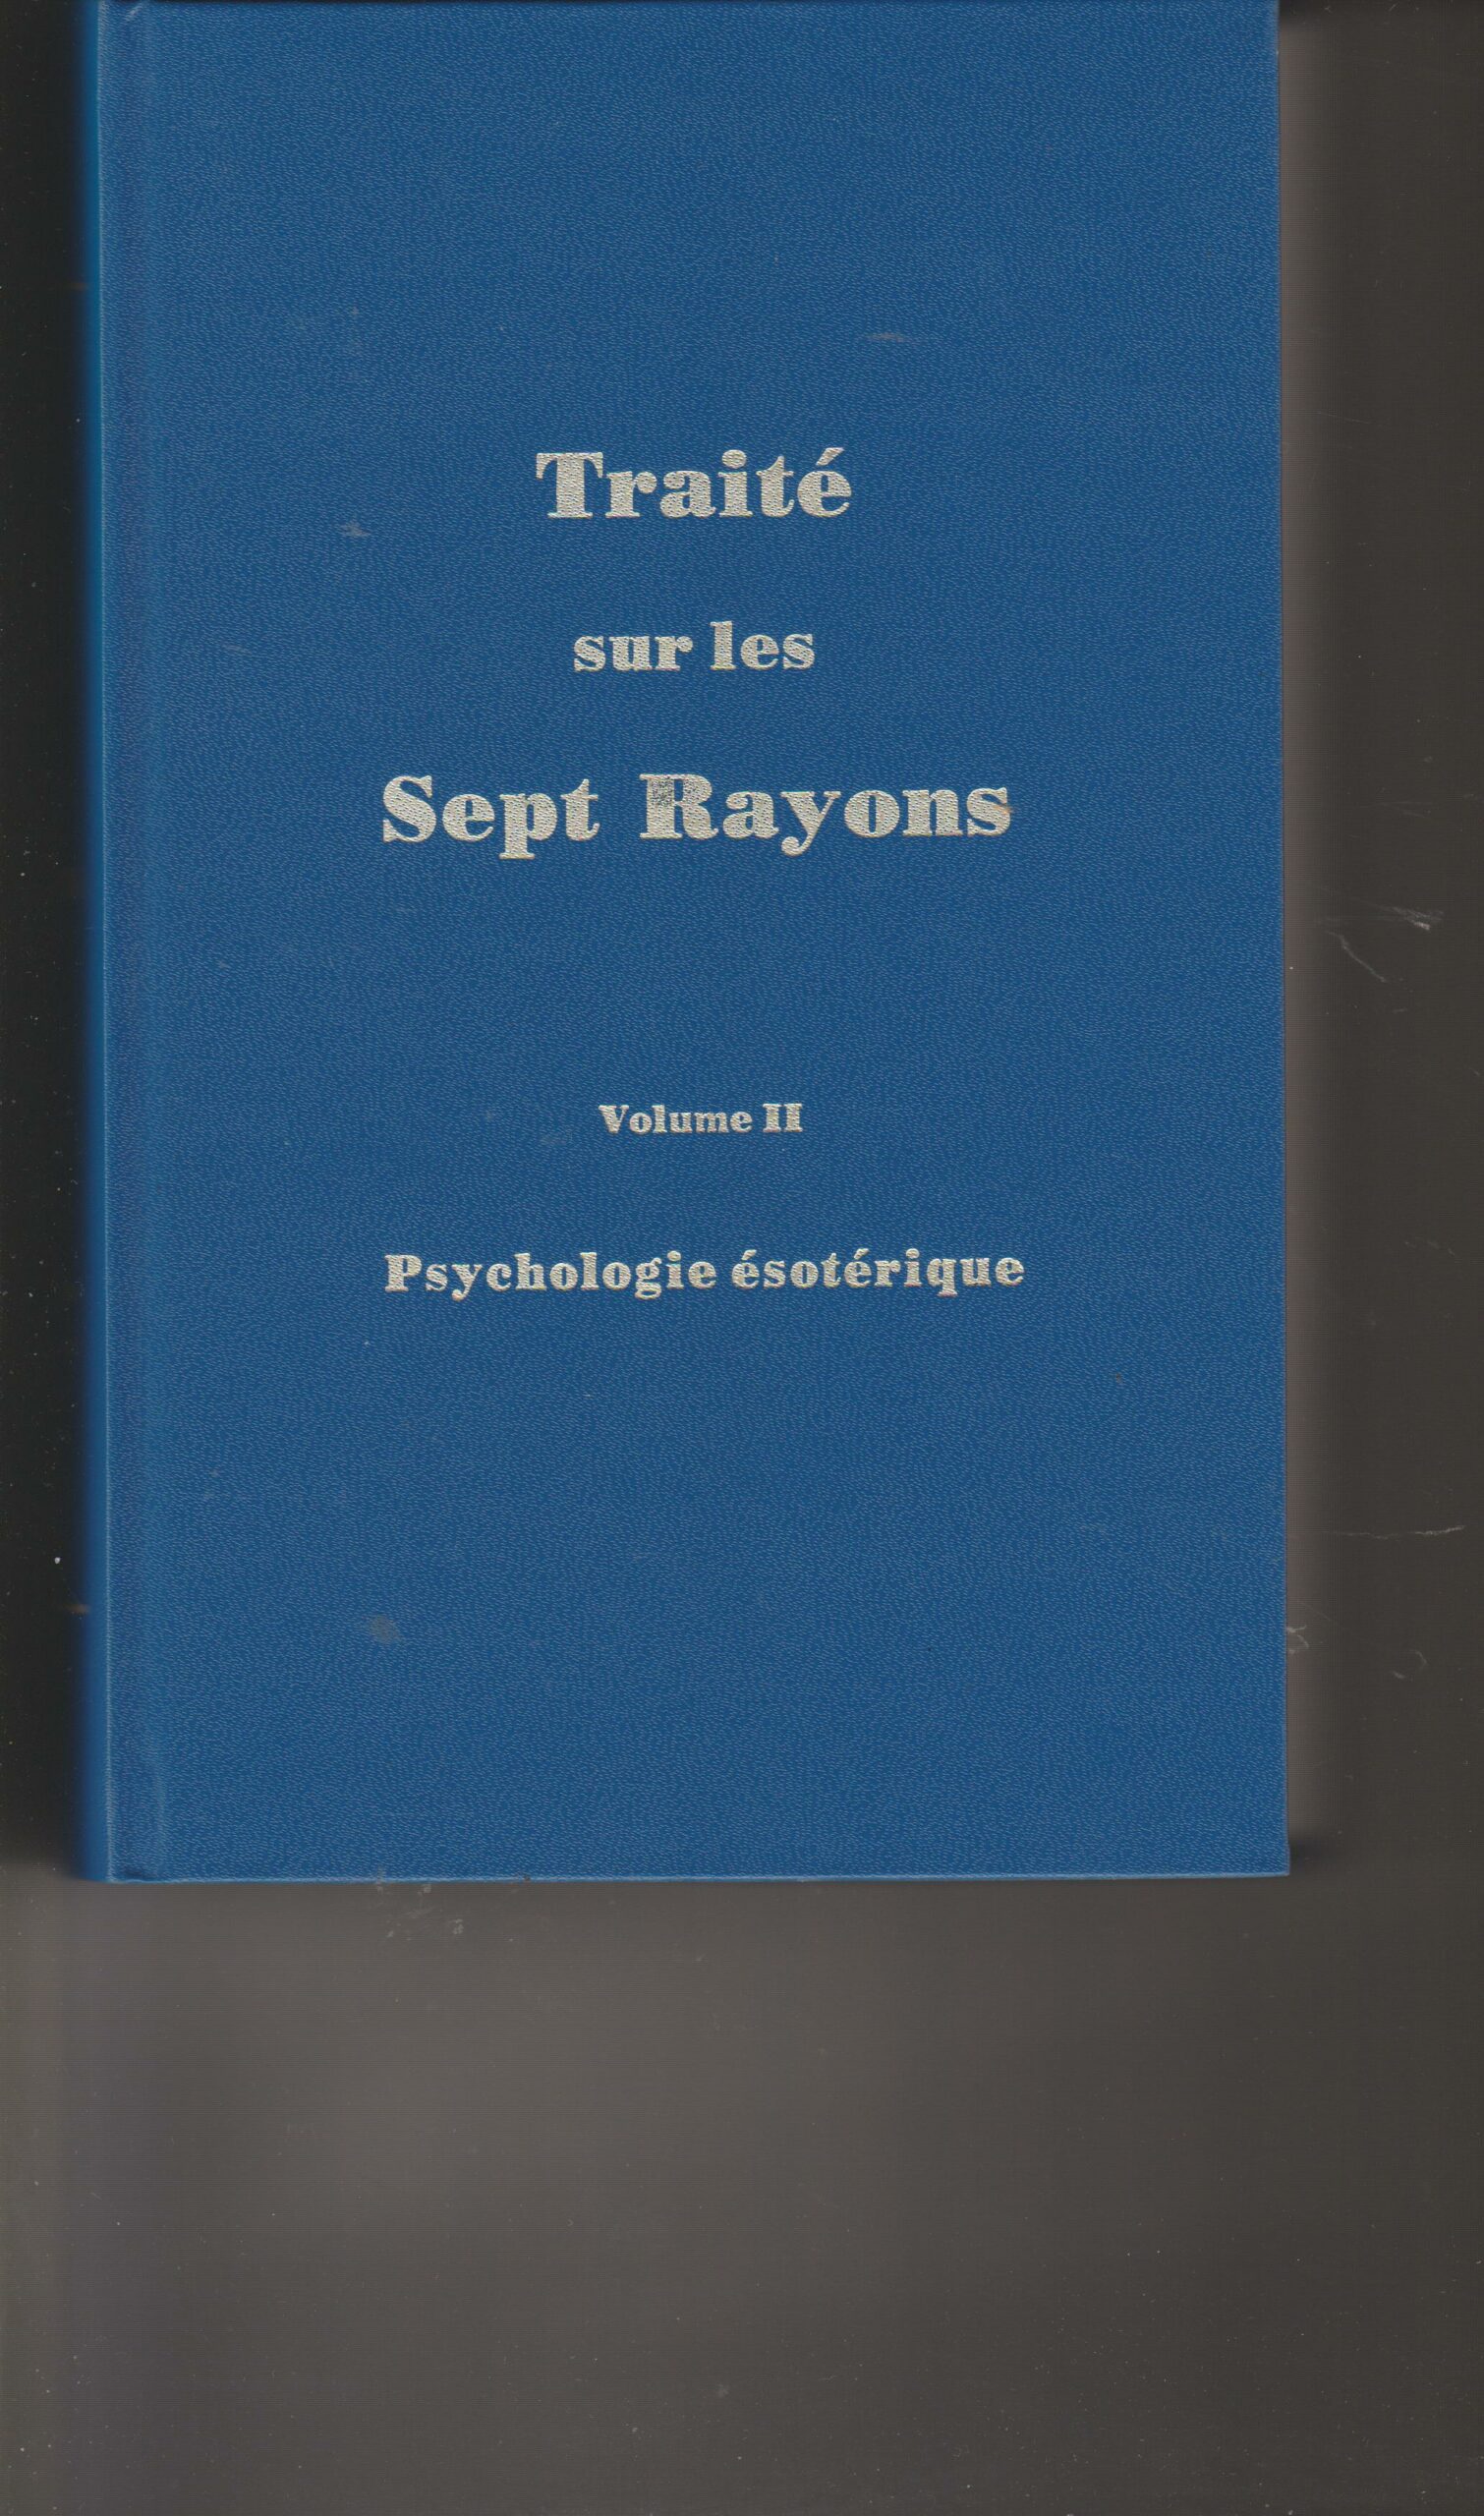 Traité
sur les
Sept Rayons
Volume II
Psychologie ésotérique